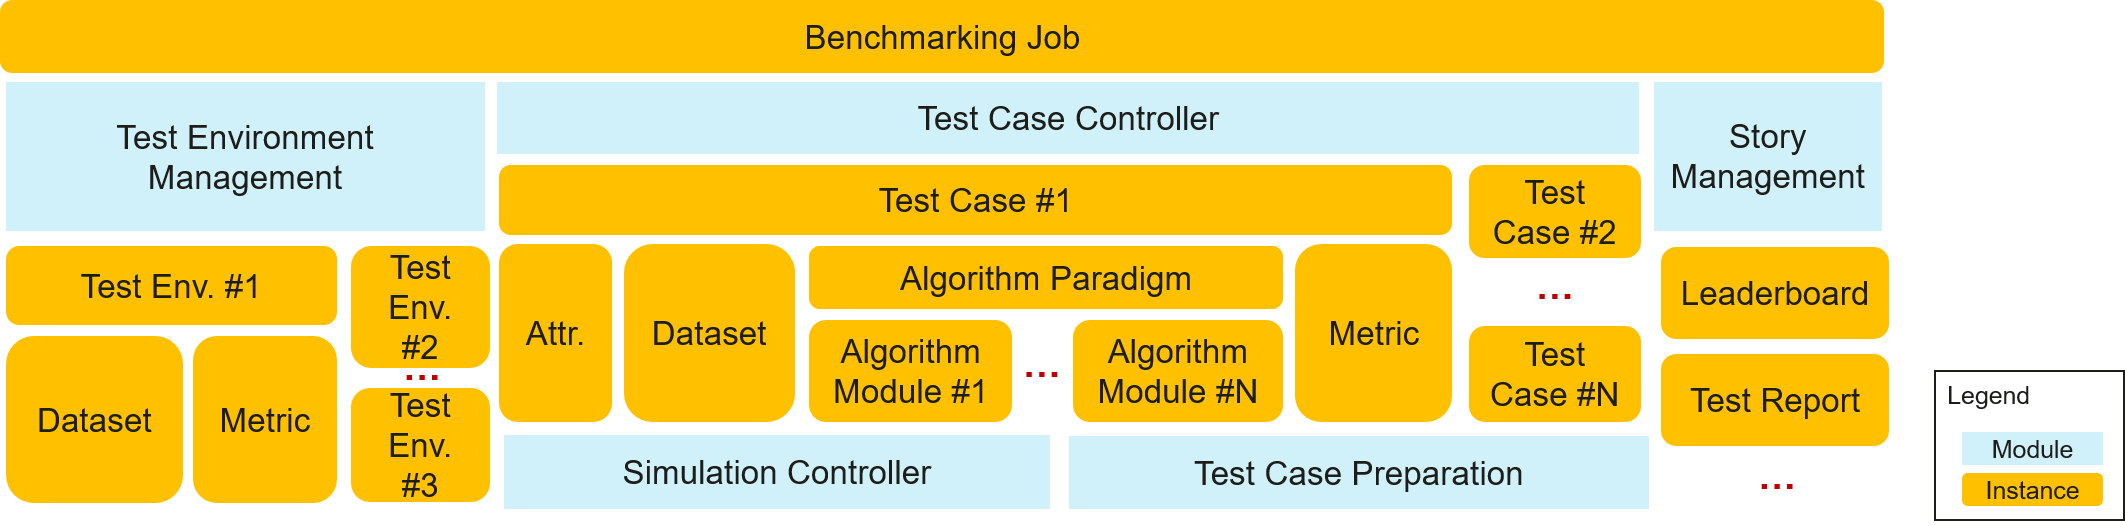 Benchmarking Job
Test Environment
Management
Test Case Controller
Story
Management
Test Env. #1
Test
Env.
#2
...
Test
Env.
#3
Dataset
Metric
Test Case #1
Attr.
Dataset
Algorithm Paradigm
Algorithm
Module #1
...
Algorithm
Module #N
Metric
Test
Case #2
...
Test
Case #N
Simulation Controller
Test Case Preparation
Leaderboard
Test Report
...
Legend
Module
Instance